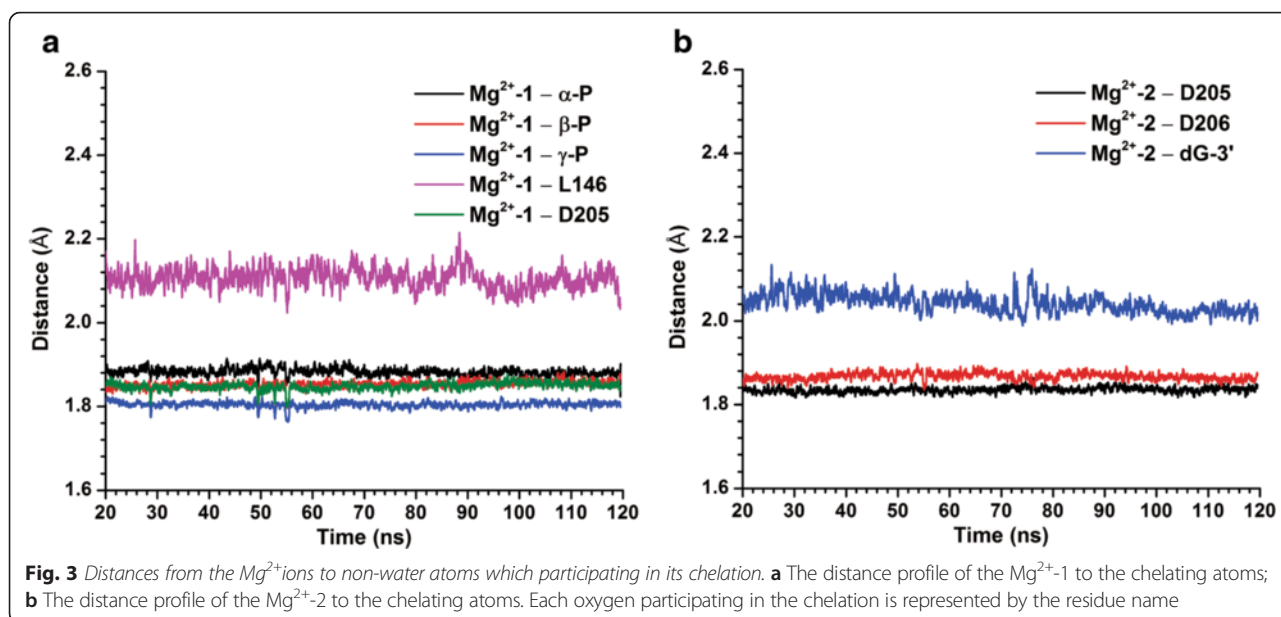 a
2.6
2.4
2.2
2.0
1.8
1.6
Distance (Å)
20 30 40 50 60 70 80 90 100 110 120
Time (ns)
Mg²⁺-1 – α-P
Mg²⁺-1 – β-P
Mg²⁺-1 – γ-P
Mg²⁺-1 – L146
Mg²⁺-1 – D205
b
2.6
2.4
2.2
2.0
1.8
1.6
Distance (Å)
20 30 40 50 60 70 80 90 100 110 120
Time (ns)
Mg²⁺-2 – D205
Mg²⁺-2 – D206
Mg²⁺-2 – dG-3'
Fig. 3 Distances from the Mg²⁺ions to non-water atoms which participating in its chelation. a The distance profile of the Mg²⁺-1 to the chelating atoms;
b The distance profile of the Mg²⁺-2 to the chelating atoms. Each oxygen participating in the chelation is represented by the residue name